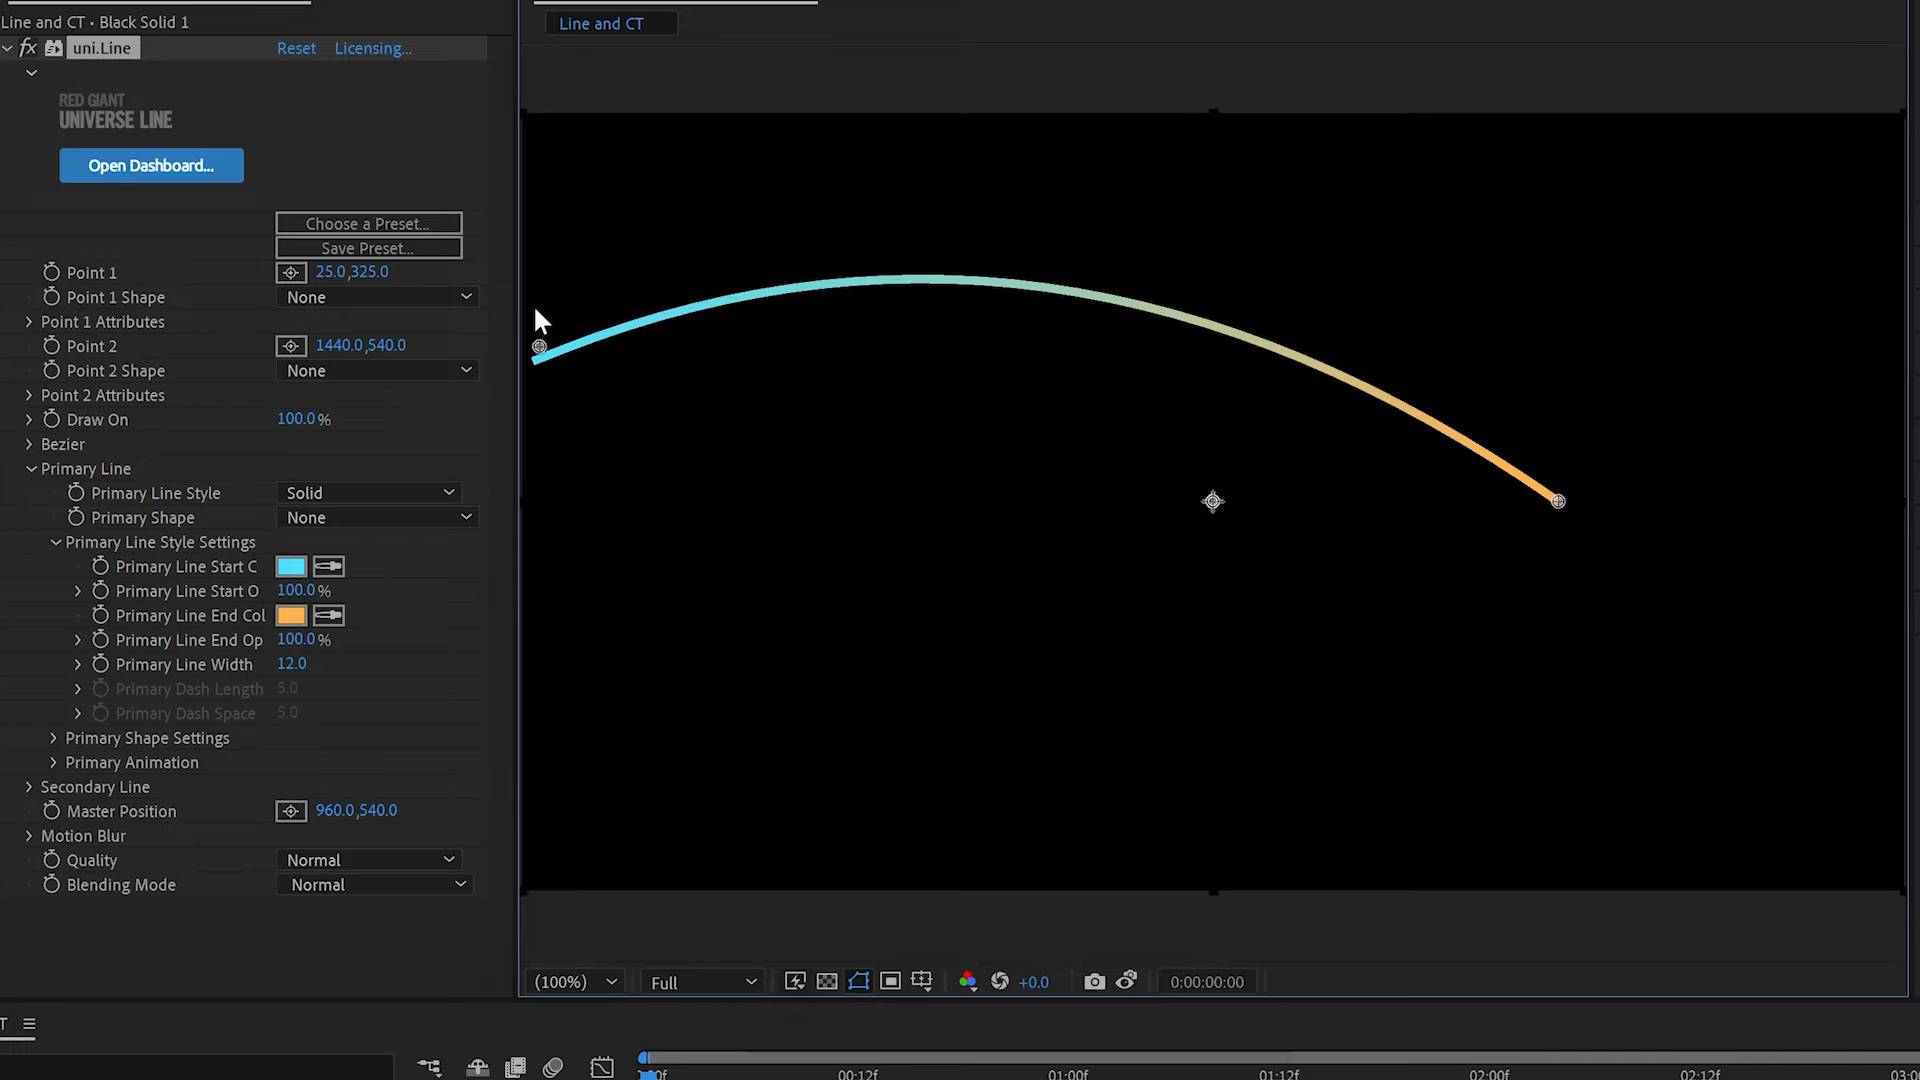 Line and CT • Black Solid 1
Line and CT
fx uni.Line Reset Licensing...
RED GIANT
UNIVERSE LINE
Open Dashboard...
Choose a Preset...
Save Preset...
Point 1 25.0,325.0
Point 1 Shape None
Point 1 Attributes
Point 2 1440.0,540.0
Point 2 Shape None
Point 2 Attributes
Draw On 100.0%
Bezier
Primary Line
Primary Line Style Solid
Primary Shape None
Primary Line Style Settings
Primary Line Start C
Primary Line Start O 100.0%
Primary Line End Col
Primary Line End Op 100.0%
Primary Line Width 12.0
Primary Dash Length 5.0
Primary Dash Space 5.0
Primary Shape Settings
Primary Animation
Secondary Line
Master Position 960.0,540.0
Motion Blur
Quality Normal
Blending Mode Normal
(100%) Full +0.0 0:00:00:00
T
00:12f 01:00f 01:12f 02:00f 02:12f